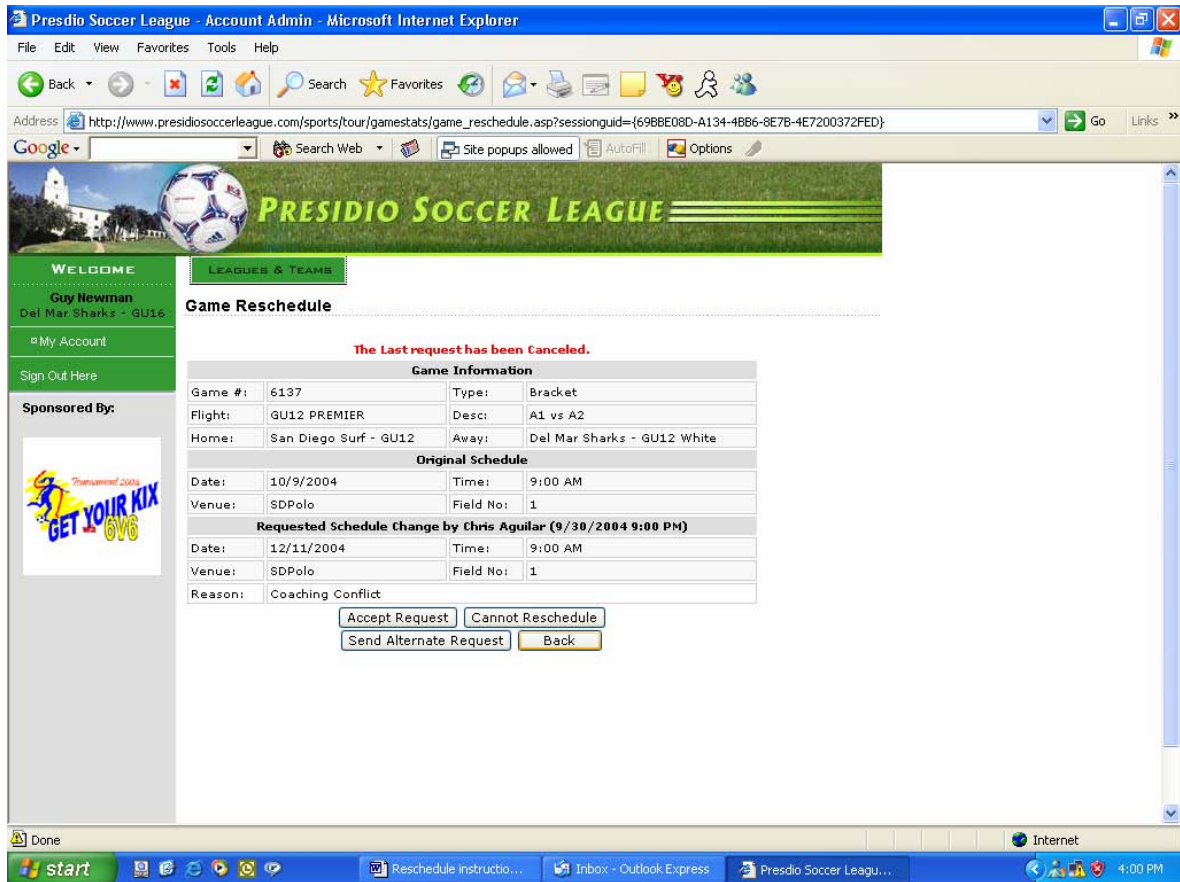 Presdio Soccer League - Account Admin - Microsoft Internet Explorer
File Edit View Favorites Tools Help
Back Search Favorites
Address http://www.presidiosoccerleague.com/sports/tour/gamestats/game_reschedule.asp?sessionguid={69BBE08D-A134-4BB6-8E7B-4E7200372FED} Go Links »
Google Search Web Site popups allowed AutoFill Options
PRESIDIO SOCCER LEAGUE
WELCOME
LEAGUES & TEAMS
Guy Newman
Del Mar Sharks - GU16
My Account
Sign Out Here
Sponsored By:
Tournament 2004
GET YOUR KIX
6V6
Game Reschedule
The Last request has been Canceled.
Game Information
Game #: 6137 Type: Bracket
Flight: GU12 PREMIER Desc: A1 vs A2
Home: San Diego Surf - GU12 Away: Del Mar Sharks - GU12 White
Original Schedule
Date: 10/9/2004 Time: 9:00 AM
Venue: SDPolo Field No: 1
Requested Schedule Change by Chris Aguilar (9/30/2004 9:00 PM)
Date: 12/11/2004 Time: 9:00 AM
Venue: SDPolo Field No: 1
Reason: Coaching Conflict
Accept Request Cannot Reschedule
Send Alternate Request Back
Done Internet
start Reschedule instructio... Inbox - Outlook Express Presdio Soccer Leagu... 4:00 PM